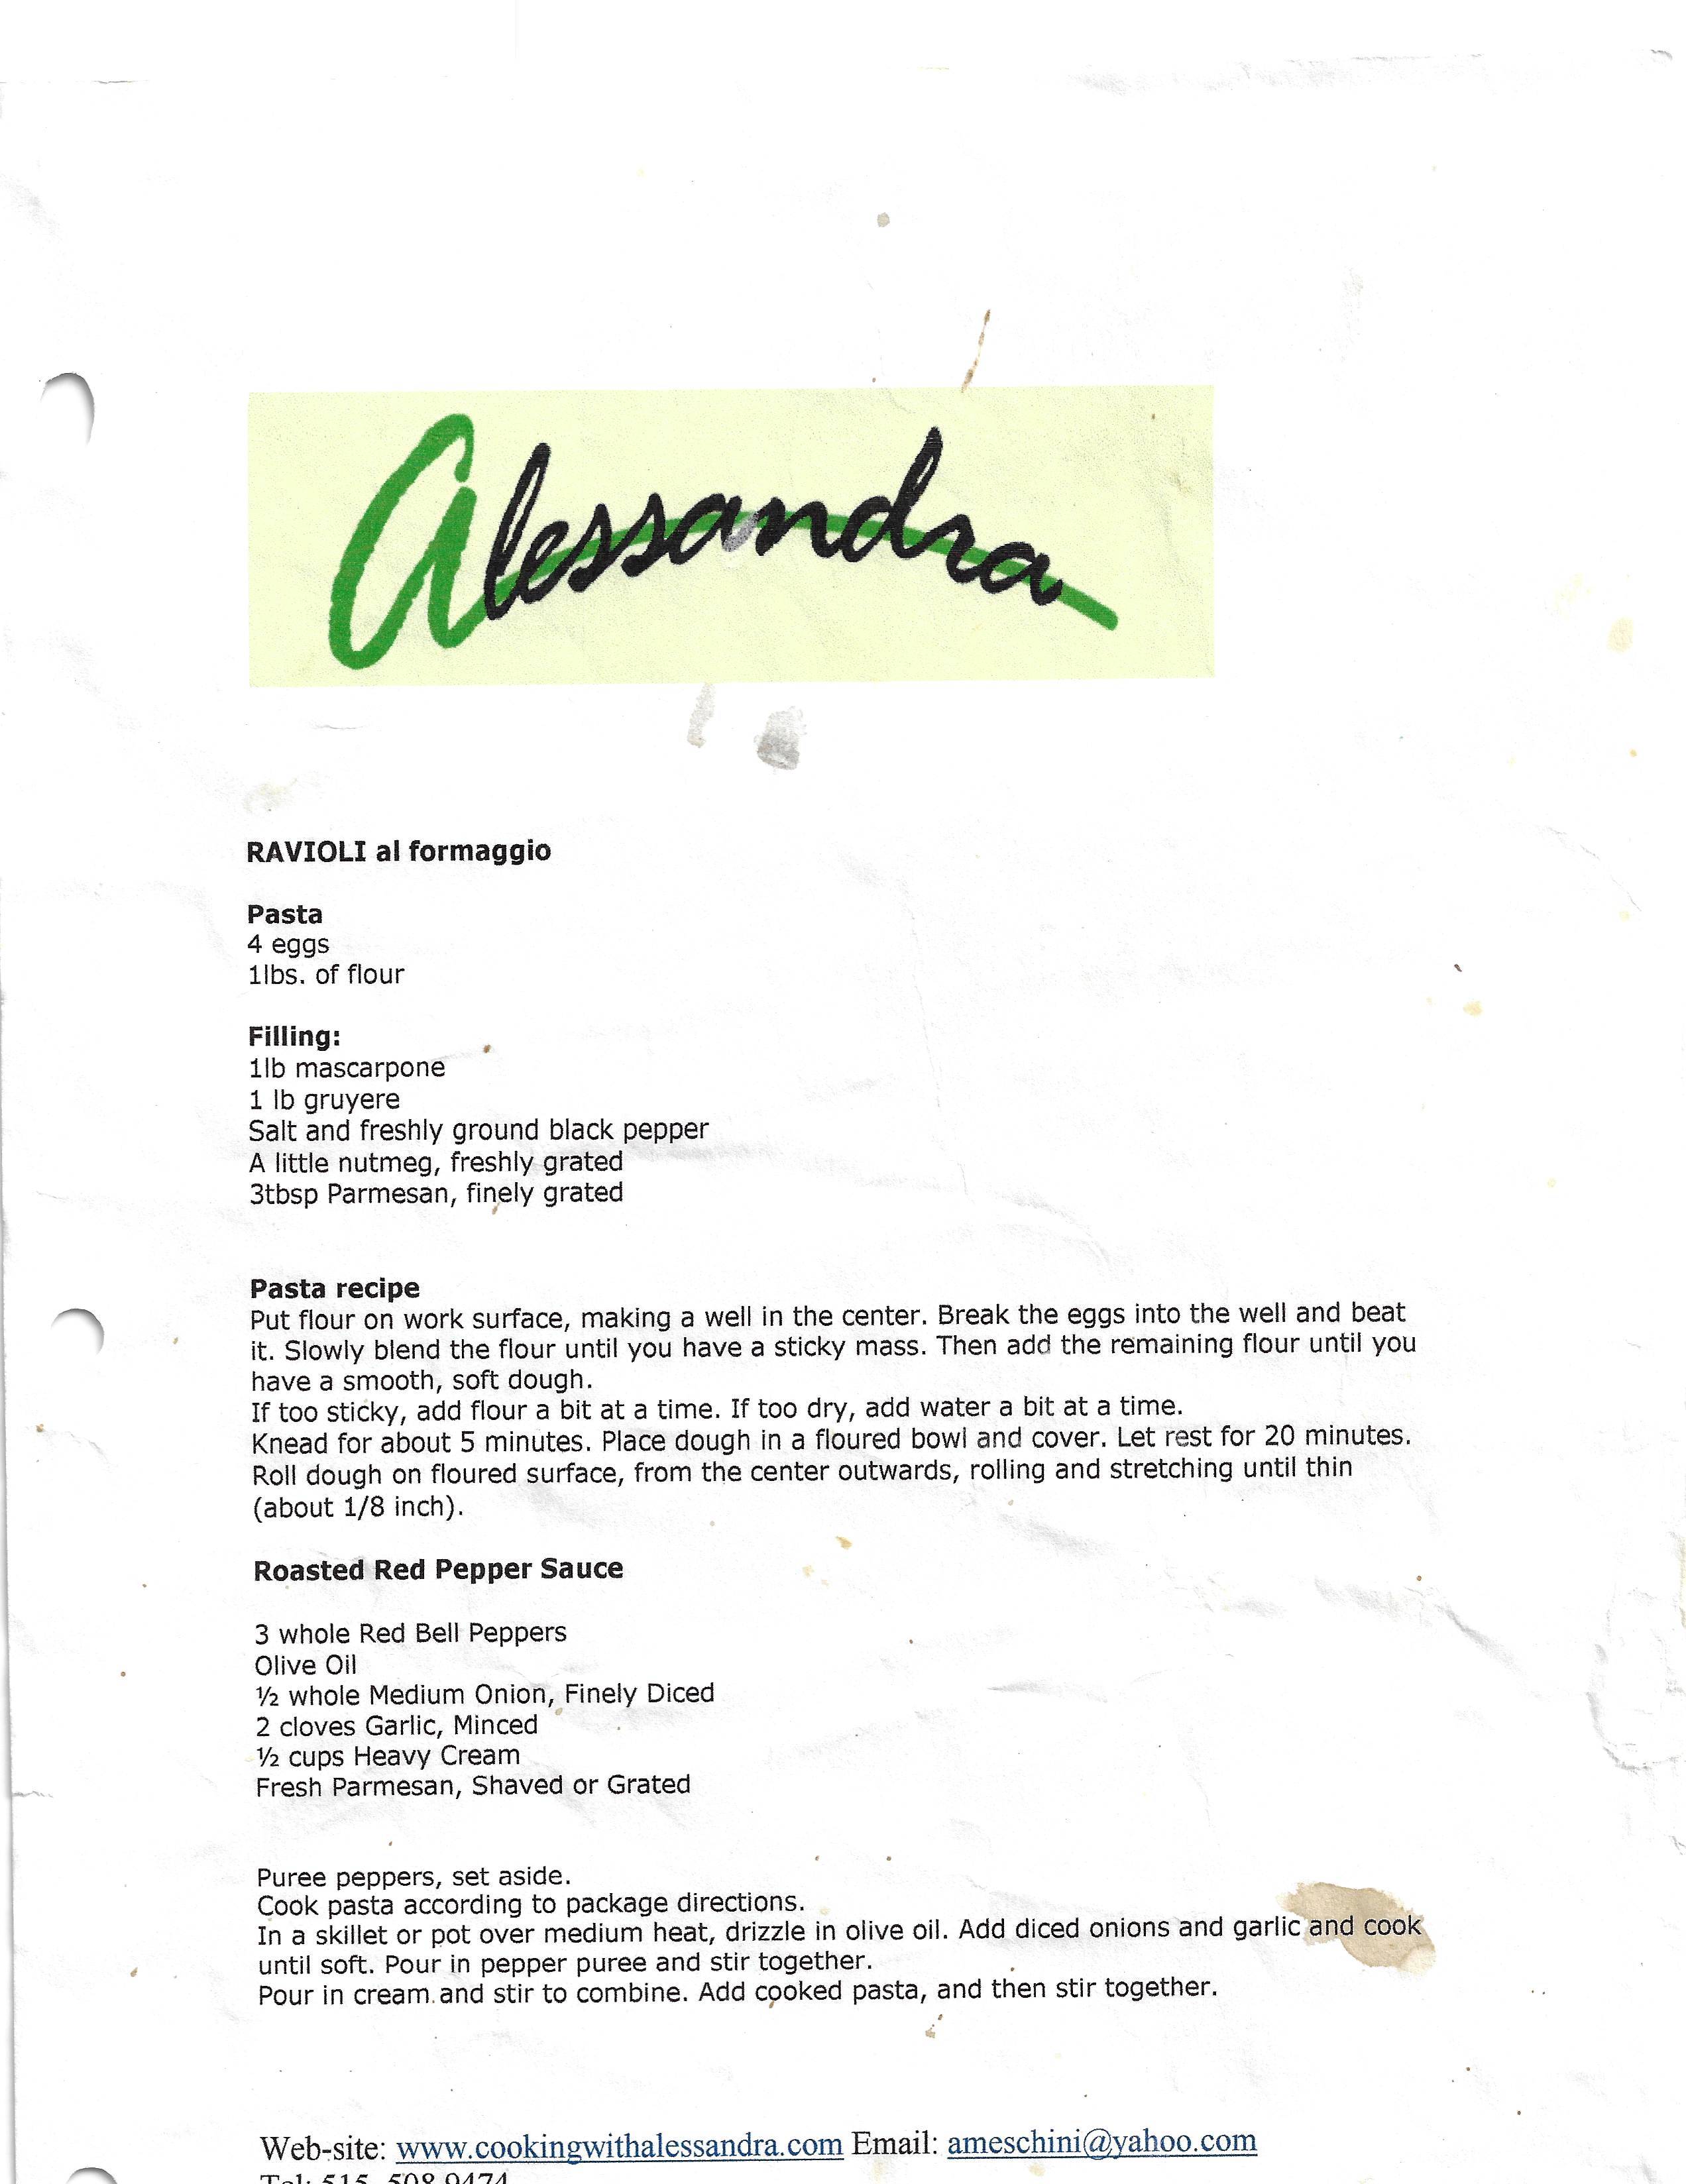 Alessandra
RAVIOLI al formaggio
Pasta
4 eggs
1lbs. of flour
Filling:
1lb mascarpone
1 lb gruyere
Salt and freshly ground black pepper
A little nutmeg, freshly grated
3tbsp Parmesan, finely grated
Pasta recipe
Put flour on work surface, making a well in the center. Break the eggs into the well and beat
it. Slowly blend the flour until you have a sticky mass. Then add the remaining flour until you
have a smooth, soft dough.
If too sticky, add flour a bit at a time. If too dry, add water a bit at a time.
Knead for about 5 minutes. Place dough in a floured bowl and cover. Let rest for 20 minutes.
Roll dough on floured surface, from the center outwards, rolling and stretching until thin
(about 1/8 inch).
Roasted Red Pepper Sauce
3 whole Red Bell Peppers
Olive Oil
½ whole Medium Onion, Finely Diced
2 cloves Garlic, Minced
½ cups Heavy Cream
Fresh Parmesan, Shaved or Grated
Puree peppers, set aside.
Cook pasta according to package directions.
In a skillet or pot over medium heat, drizzle in olive oil. Add diced onions and garlic and cook
until soft. Pour in pepper puree and stir together.
Pour in cream and stir to combine. Add cooked pasta, and then stir together.
Web-site: www.cookingwithalessandra.com Email: ameschini@yahoo.com
Tel: 515- 508 9474